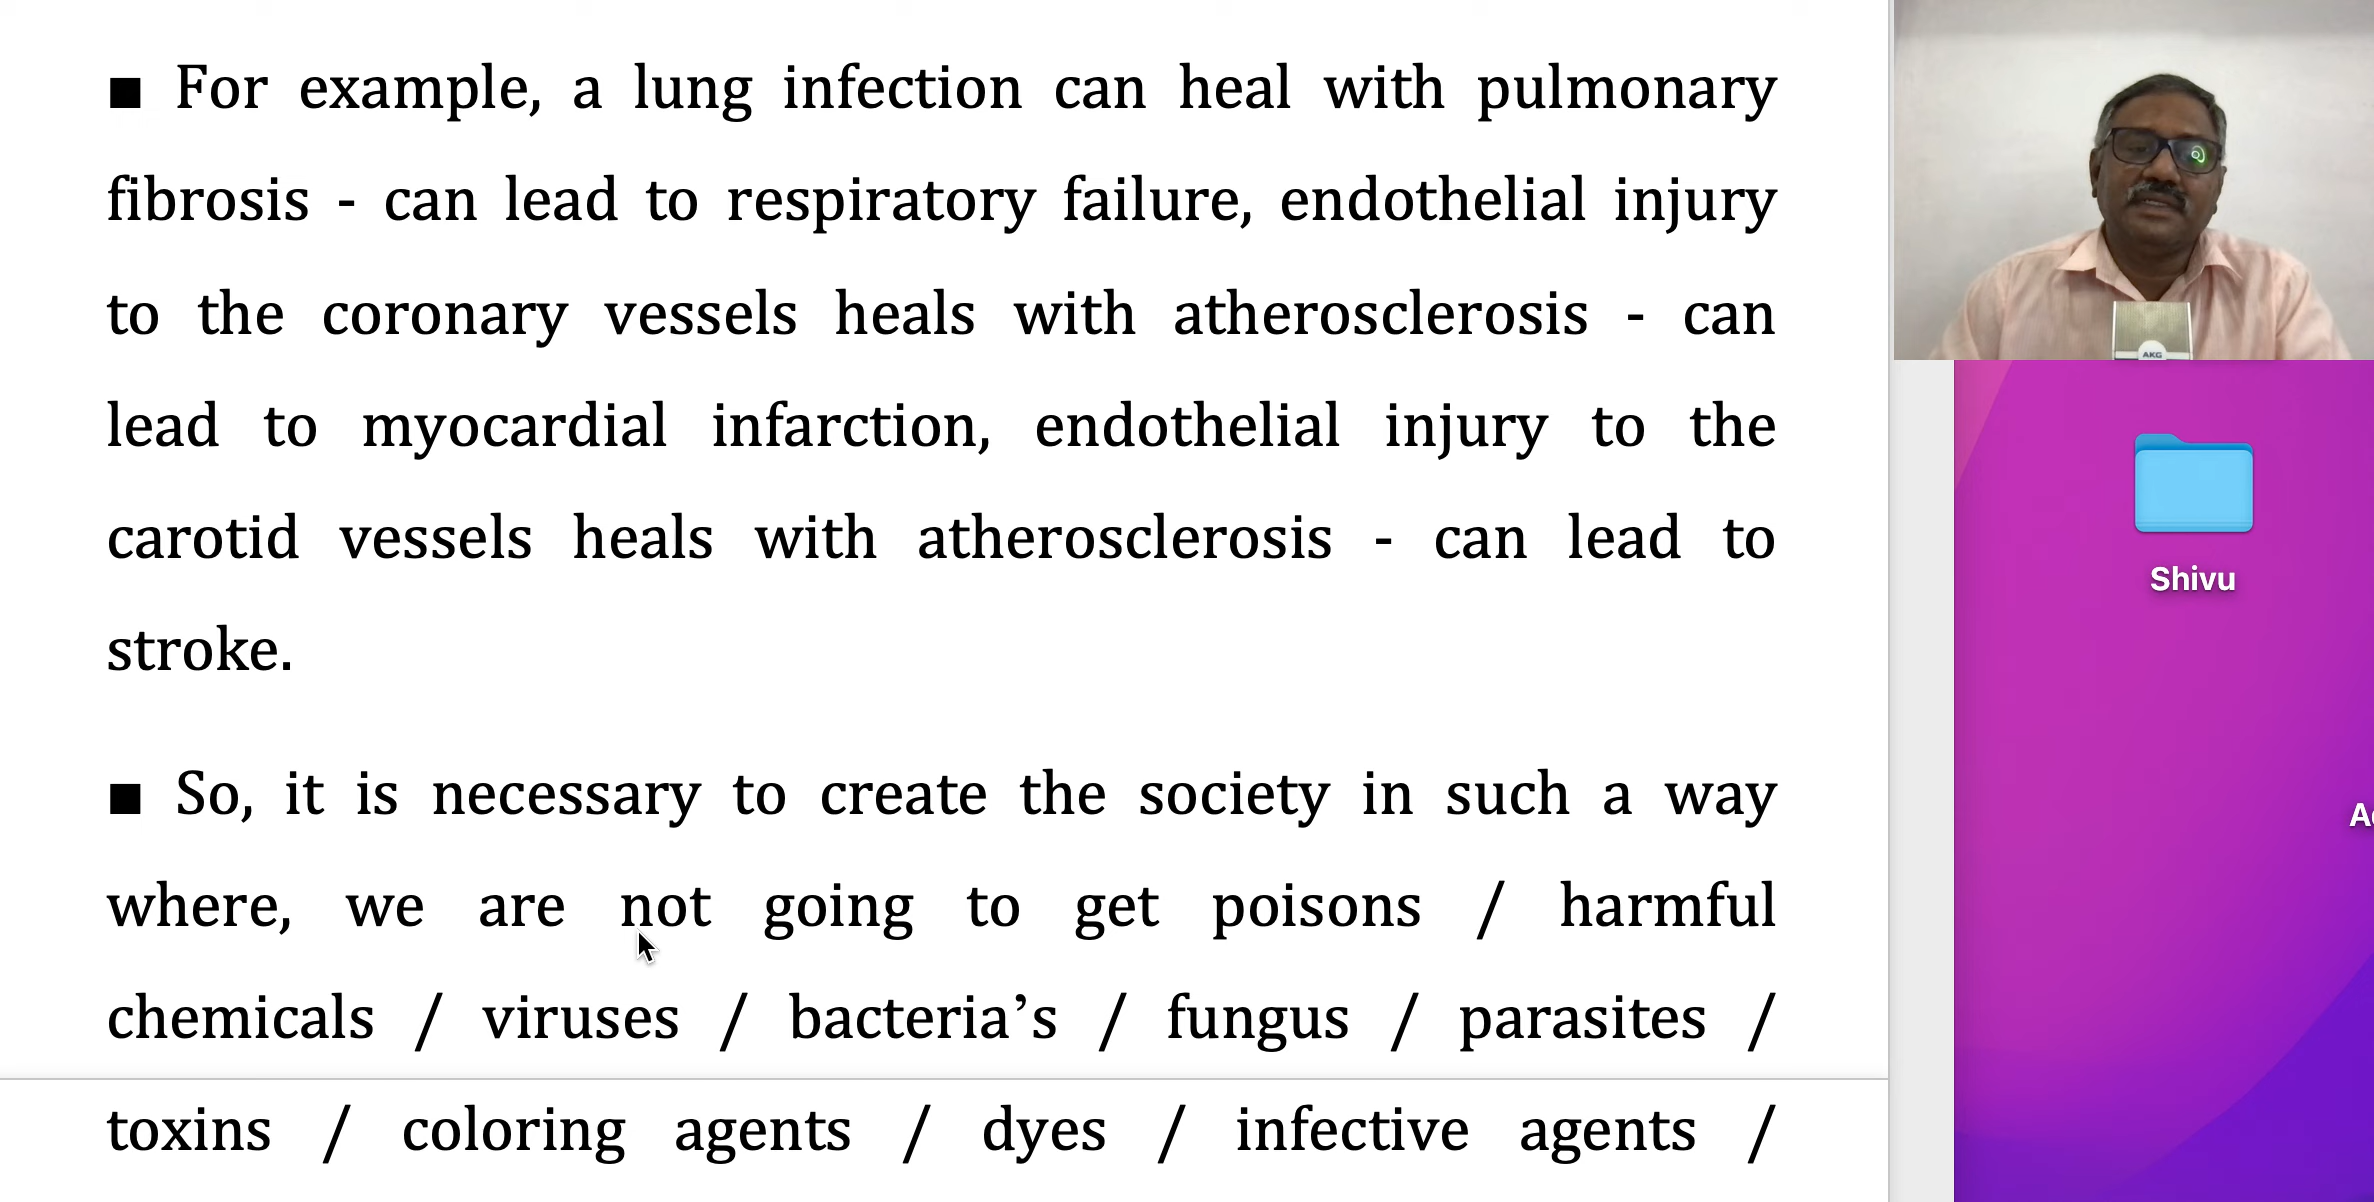 ■ For example, a lung infection can heal with pulmonary
fibrosis - can lead to respiratory failure, endothelial injury
to the coronary vessels heals with atherosclerosis - can
lead to myocardial infarction, endothelial injury to the
carotid vessels heals with atherosclerosis - can lead to
stroke.
■ So, it is necessary to create the society in such a way
where, we are not going to get poisons / harmful
chemicals / viruses / bacteria’s / fungus / parasites /
toxins / coloring agents / dyes / infective agents /
AKG
Shivu